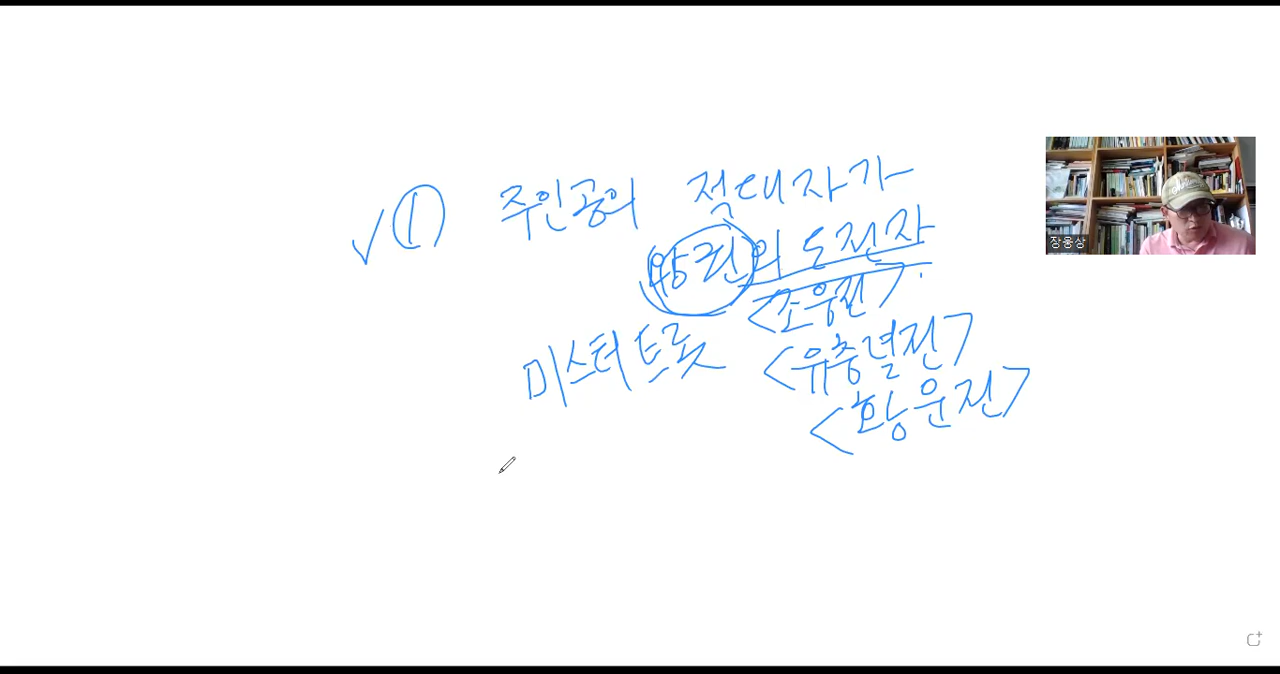 ✓ ① 주인공의 적대자가
왕권의 도전자
<조웅전>.
미스터트롯 <유충렬전>
<황운전>
장웅상